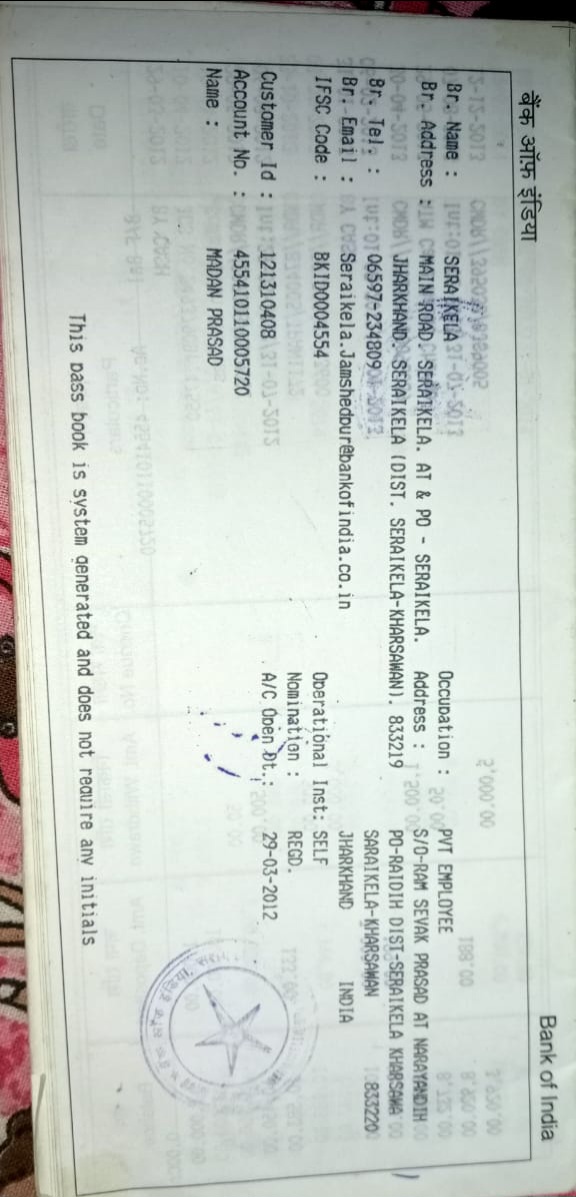 बैंक ऑफ़ इंडिया Bank of India
Br. Name : SERAIKELA Occupation : PVT EMPLOYEE
Br. Address : MAIN ROAD, SERAIKELA. AT & PO - SERAIKELA. Address : S/O-RAM SEVAK PRASAD AT NARAYANDIH
JHARKHAND. SERAIKELA (DIST. SERAIKELA-KHARSAWAN). 833219 PO-RAIDIH DIST-SERAIKELA KHARSAWA
Br. Tel. : 06597-234809 SARAIKELA-KHARSAWAN 833220
Br. Email : Seraikela.Jamshedpur@bankofindia.co.in JHARKHAND INDIA
IFSC Code : BKID0004554 Operational Inst: SELF
Nomination : REGD.
Customer Id : 121310408 A/C Open Dt.: 29-03-2012
Account No. : 455410110005720
Name : MADAN PRASAD
This pass book is system generated and does not require any initials